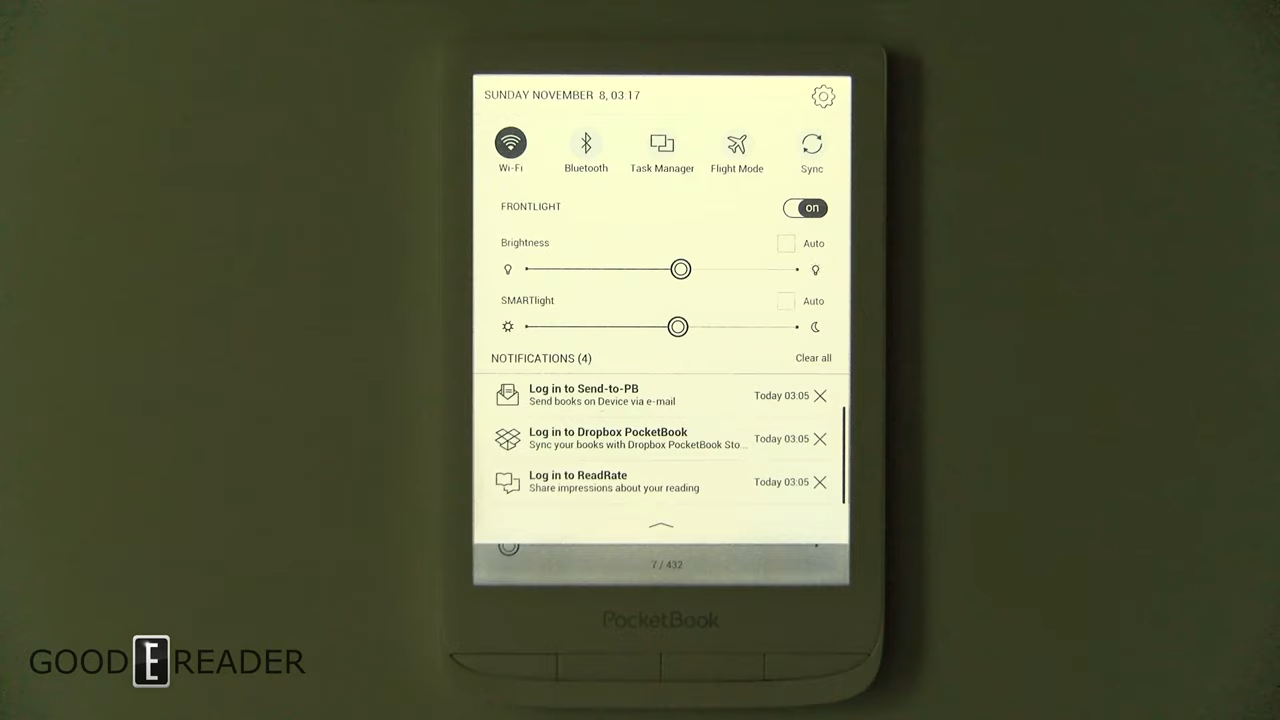 SUNDAY NOVEMBER 8, 03:17
Wi-Fi
Bluetooth
Task Manager
Flight Mode
Sync
FRONTLIGHT
on
Brightness
Auto
SMARTlight
Auto
NOTIFICATIONS (4)
Clear all
Log in to Send-to-PB
Send books on Device via e-mail
Today 03:05
Log in to Dropbox PocketBook
Sync your books with Dropbox PocketBook Sto...
Today 03:05
Log in to ReadRate
Share impressions about your reading
Today 03:05
7 / 432
PocketBook
GOOD E READER